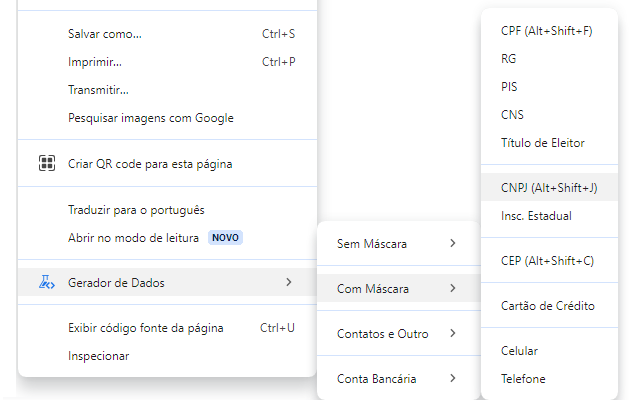 Salvar como... Ctrl+S
Imprimir... Ctrl+P
Transmitir...
Pesquisar imagens com Google
Criar QR code para esta página
Traduzir para o português
Abrir no modo de leitura NOVO
Gerador de Dados
Exibir código fonte da página Ctrl+U
Inspecionar
Sem Máscara
Com Máscara
Contatos e Outro
Conta Bancária
CPF (Alt+Shift+F)
RG
PIS
CNS
Título de Eleitor
CNPJ (Alt+Shift+J)
Insc. Estadual
CEP (Alt+Shift+C)
Cartão de Crédito
Celular
Telefone